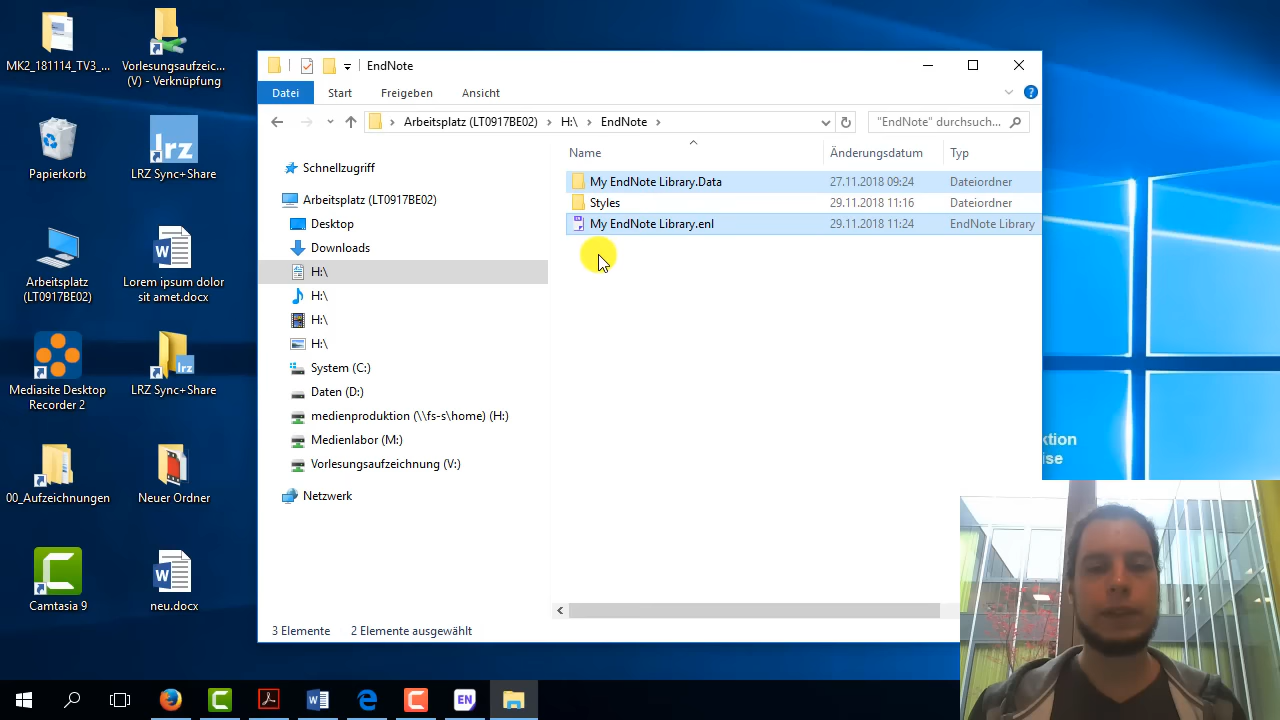 MK2_181114_TV3_...
Vorlesungsaufzeic...
(V) - Verknüpfung
Papierkorb
lrz
LRZ Sync+Share
Arbeitsplatz
(LT0917BE02)
Lorem ipsum dolor
sit amet.docx
Mediasite Desktop
Recorder 2
lrz
LRZ Sync+Share
00_Aufzeichnungen
Neuer Ordner
Camtasia 9
neu.docx
EndNote
Datei
Start
Freigeben
Ansicht
Arbeitsplatz (LT0917BE02)
H:\
EndNote
"EndNote" durchsuch...
Schnellzugriff
Arbeitsplatz (LT0917BE02)
Desktop
Downloads
H:\
H:\
H:\
H:\
System (C:)
Daten (D:)
medienproduktion (\\fs-s\home) (H:)
Medienlabor (M:)
Vorlesungsaufzeichnung (V:)
Netzwerk
Name Änderungsdatum Typ
My EndNote Library.Data 27.11.2018 09:24 Dateiordner
Styles 29.11.2018 11:16 Dateiordner
My EndNote Library.enl 29.11.2018 11:24 EndNote Library
3 Elemente 2 Elemente ausgewählt
ktion
ise
EN